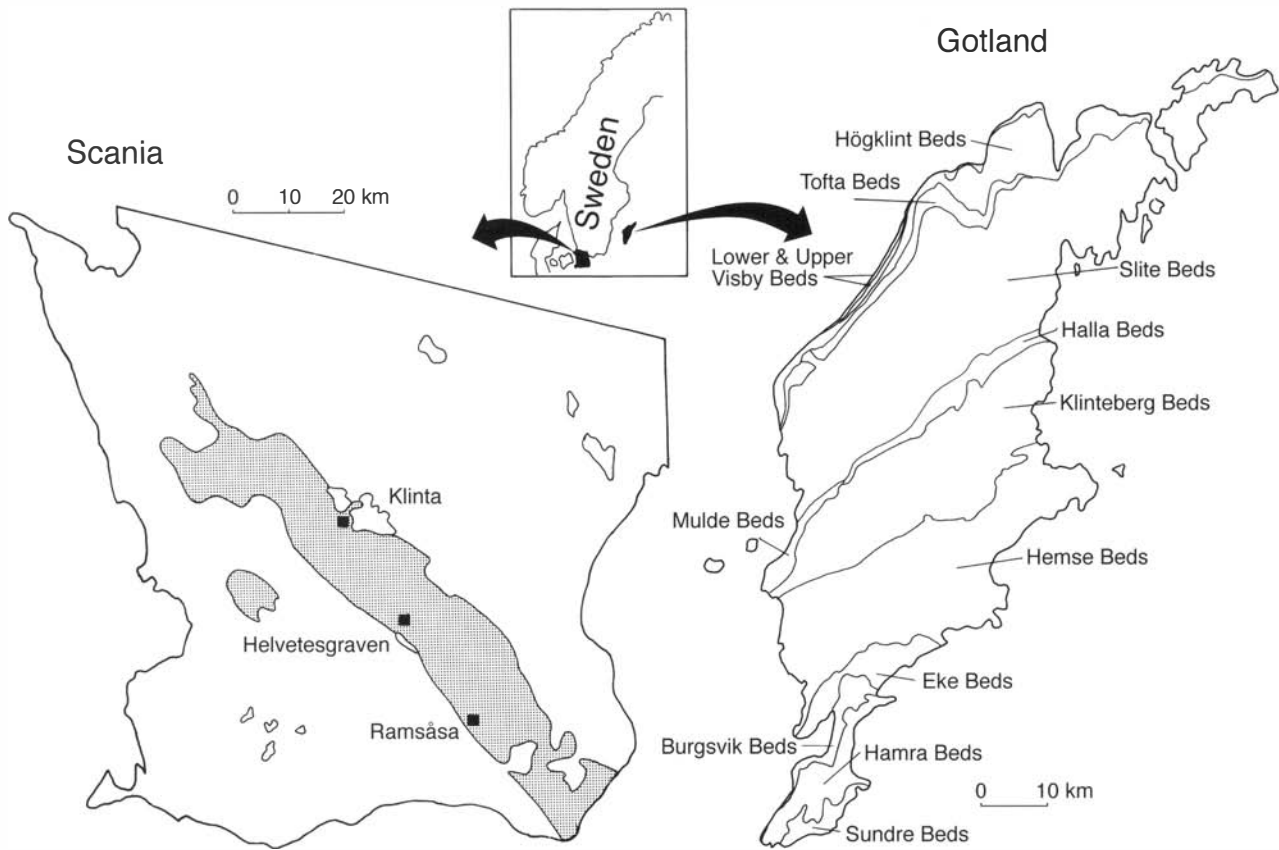 Gotland
Scania
Sweden
0 10 20 km
Högklint Beds
Tofta Beds
Lower & Upper
Visby Beds
Slite Beds
Halla Beds
Klinteberg Beds
Klinta
Mulde Beds
Hemse Beds
Helvetesgraven
Eke Beds
Ramsåsa
Burgsvik Beds
Hamra Beds
0 10 km
Sundre Beds